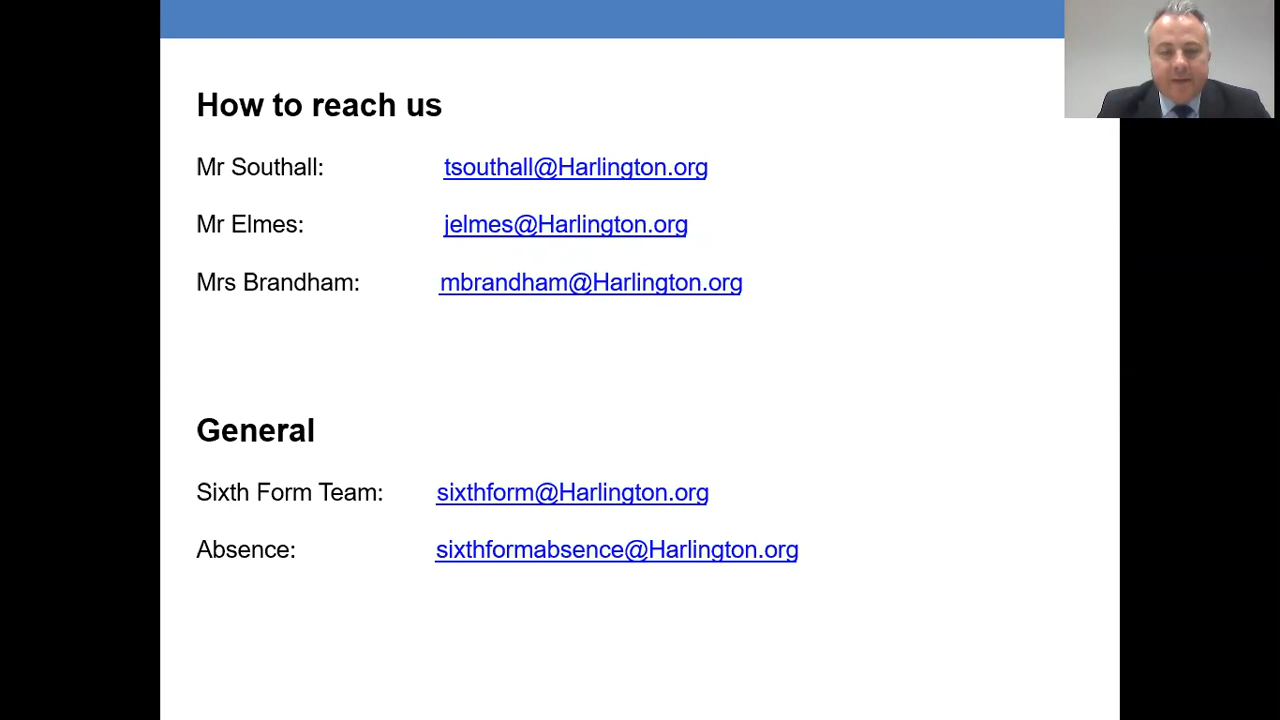 How to reach us
Mr Southall: tsouthall@Harlington.org
Mr Elmes: jelmes@Harlington.org
Mrs Brandham: mbrandham@Harlington.org
General
Sixth Form Team: sixthform@Harlington.org
Absence: sixthformabsence@Harlington.org